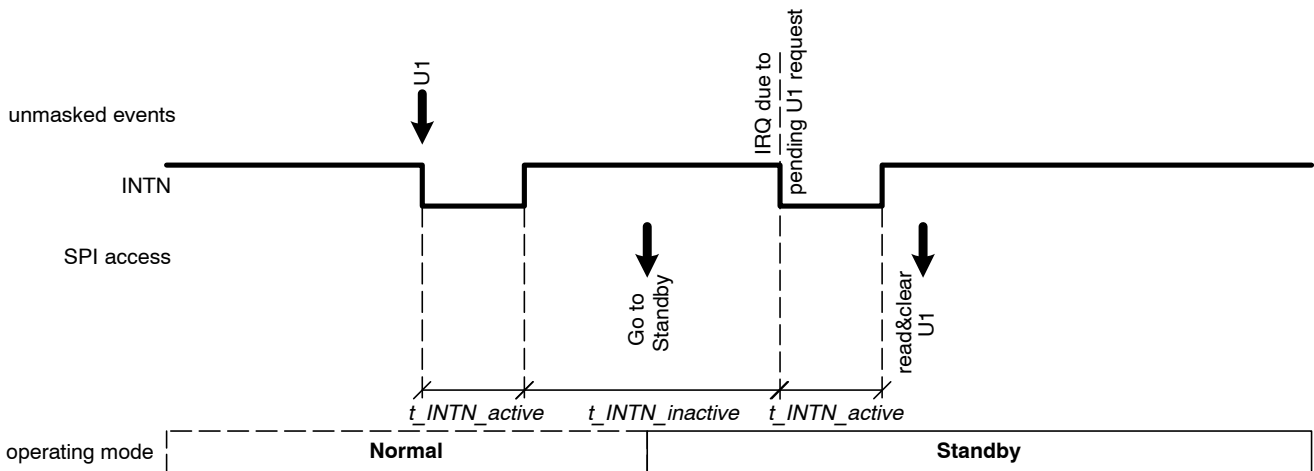 U1
IRQ due to
pending U1 request
unmasked events
INTN
SPI access
Go to
Standby
read&clear
U1
t_INTN_active
t_INTN_inactive
t_INTN_active
operating mode
Normal
Standby